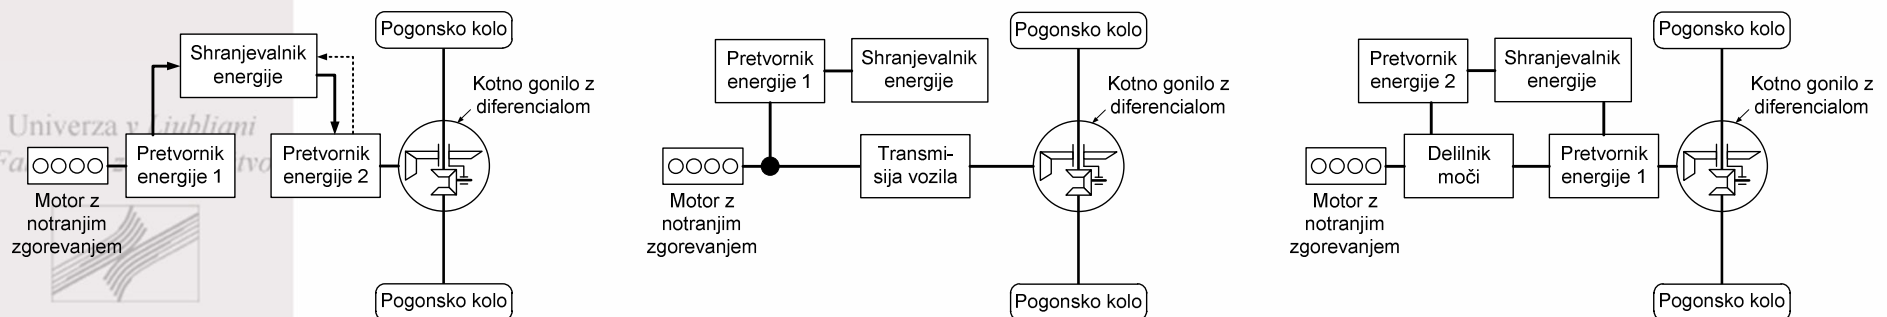 Pogonsko kolo
Shranjevalnik
energije
Kotno gonilo z
diferencialom
Univerza v Ljubljani
Pretvornik
energije 1
Pretvornik
energije 2
Motor z
notranjim
zgorevanjem
Pogonsko kolo
Pogonsko kolo
Pretvornik
energije 1
Shranjevalnik
energije
Kotno gonilo z
diferencialom
Transmi-
sija vozila
Motor z
notranjim
zgorevanjem
Pogonsko kolo
Pogonsko kolo
Pretvornik
energije 2
Shranjevalnik
energije
Kotno gonilo z
diferencialom
Delilnik
moči
Pretvornik
energije 1
Motor z
notranjim
zgorevanjem
Pogonsko kolo